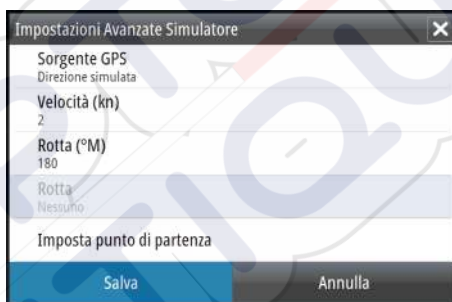 Impostazioni Avanzate Simulatore
Sorgente GPS
Direzione simulata
Velocità (kn)
2
Rotta (°M)
180
Rotta
Nessuno
Imposta punto di partenza
Salva
Annulla